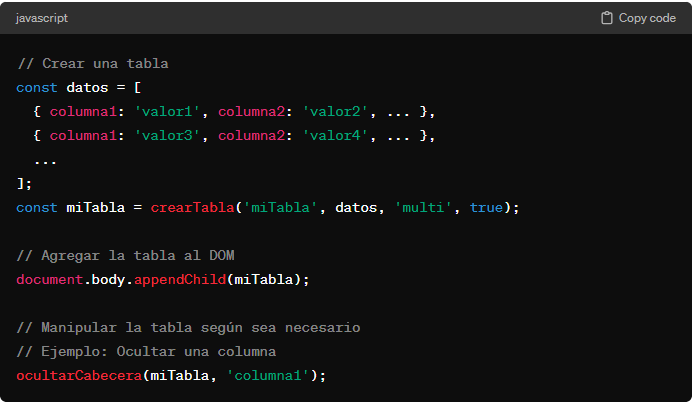 javascript
Copy code
// Crear una tabla
const datos = [
  { columna1: 'valor1', columna2: 'valor2', ... },
  { columna1: 'valor3', columna2: 'valor4', ... },
  ...
];
const miTabla = crearTabla('miTabla', datos, 'multi', true);

// Agregar la tabla al DOM
document.body.appendChild(miTabla);

// Manipular la tabla según sea necesario
// Ejemplo: Ocultar una columna
ocultarCabecera(miTabla, 'columna1');